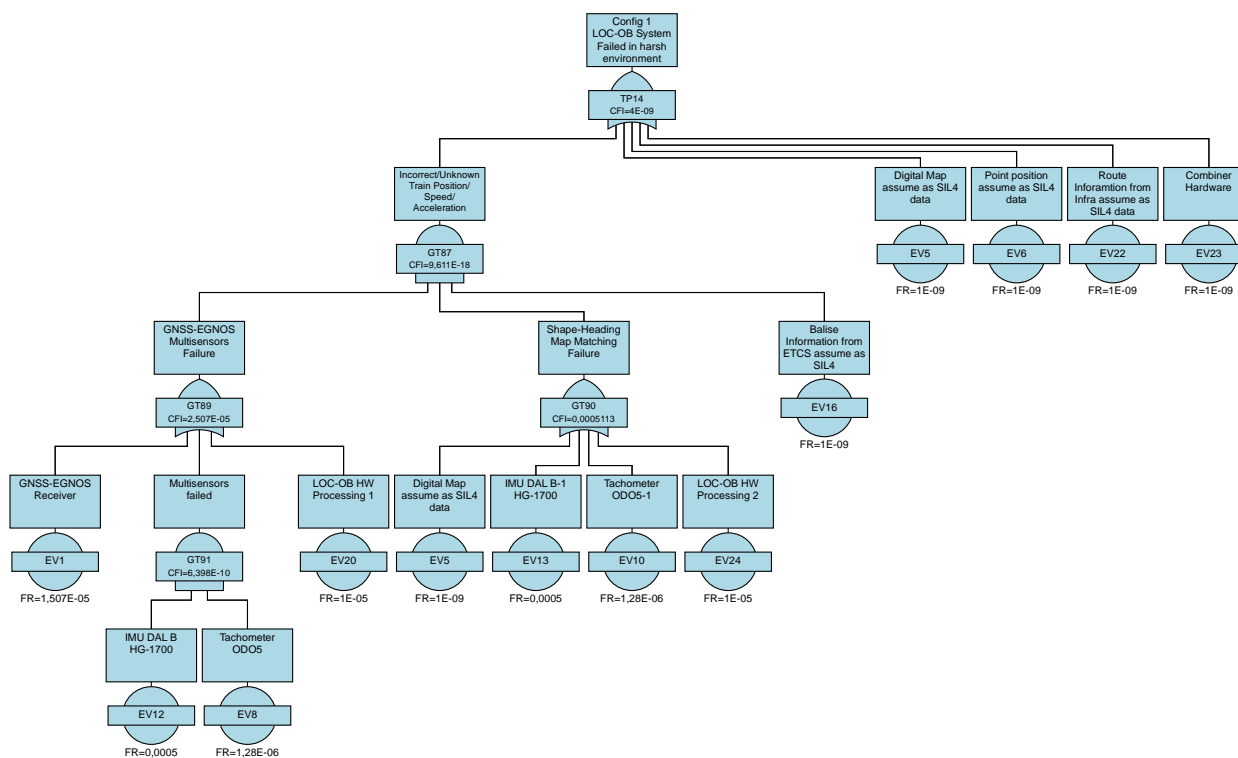 Config 1
LOC-OB System
Failed in harsh
environment
TP14
CFI=4E-09
Incorrect/Unknown
Train Position/
Speed/
Acceleration
GT87
CFI=9,611E-18
Digital Map
assume as SIL4
data
EV5
FR=1E-09
Point position
assume as SIL4
data
EV6
FR=1E-09
Route
Inforamtion from
Infra assume as
SIL4 data
EV22
FR=1E-09
Combiner
Hardware
EV23
FR=1E-09
GNSS-EGNOS
Multisensors
Failure
GT89
CFI=2,507E-05
Shape-Heading
Map Matching
Failure
GT90
CFI=0,0005113
Balise
Information from
ETCS assume as
SIL4
EV16
FR=1E-09
GNSS-EGNOS
Receiver
EV1
FR=1,507E-05
Multisensors
failed
GT91
CFI=6,398E-10
LOC-OB HW
Processing 1
EV20
FR=1E-05
Digital Map
assume as SIL4
data
EV5
FR=1E-09
IMU DAL B-1
HG-1700
EV13
FR=0,0005
Tachometer
ODO5-1
EV10
FR=1,28E-06
LOC-OB HW
Processing 2
EV24
FR=1E-05
IMU DAL B
HG-1700
EV12
FR=0,0005
Tachometer
ODO5
EV8
FR=1,28E-06